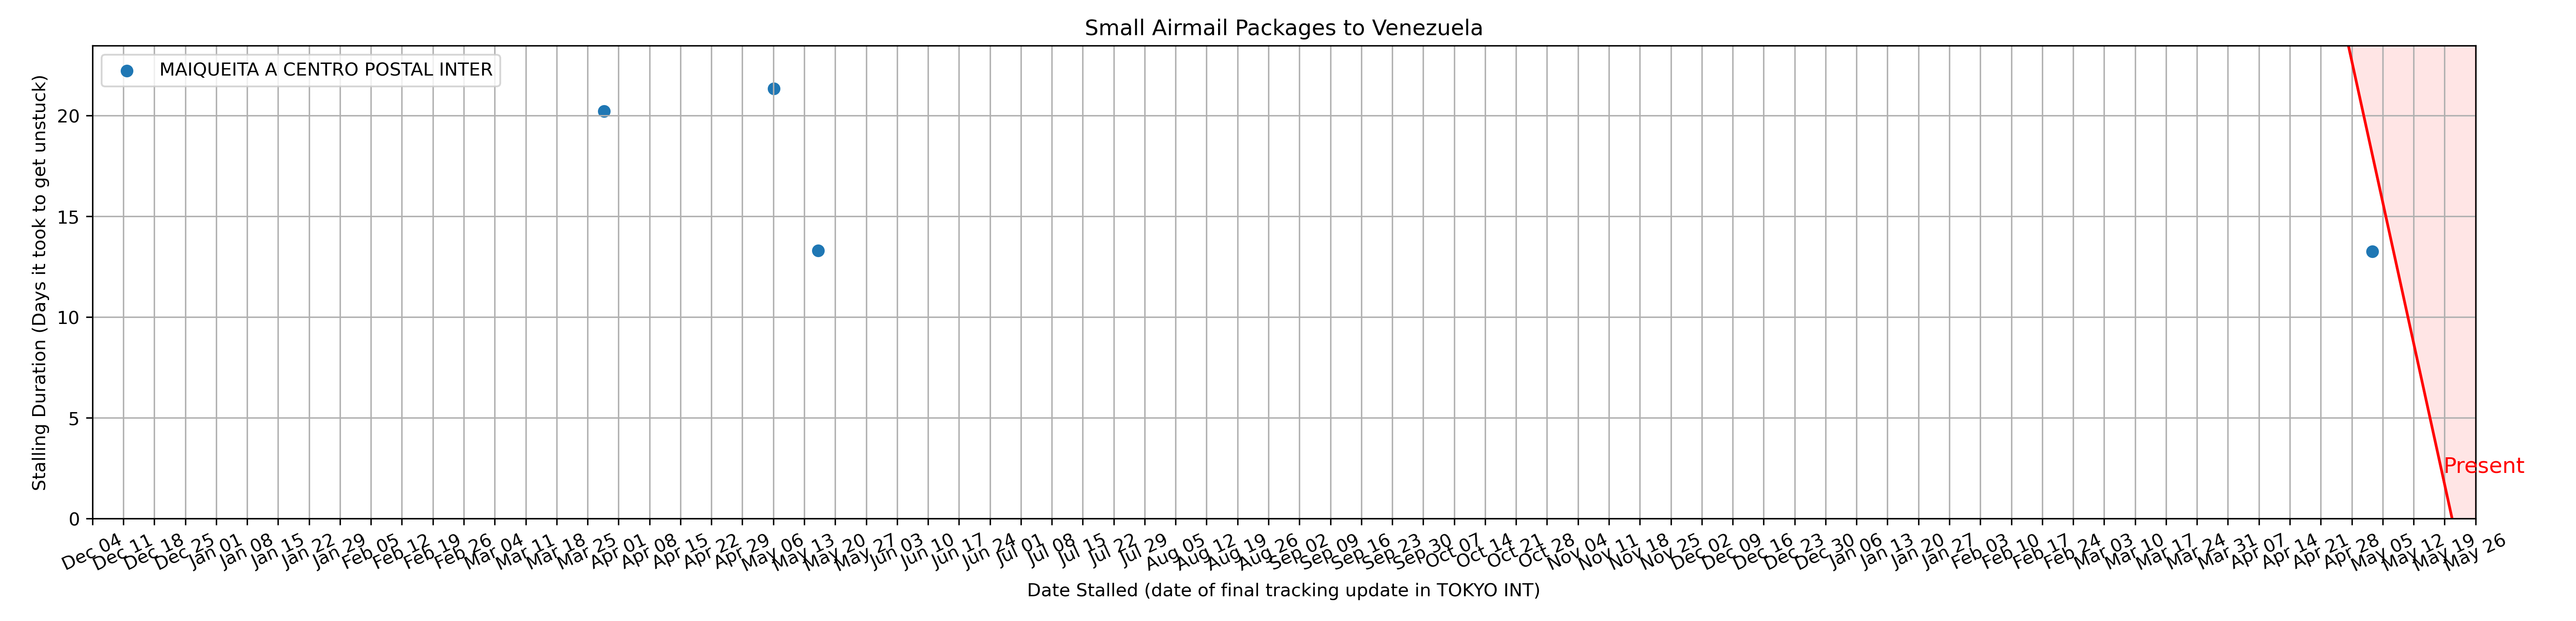 Small Airmail Packages to Venezuela
MAIQUEITA A CENTRO POSTAL INTER
Stalling Duration (Days it took to get unstuck)
20
15
10
5
0
Present
Dec 04
Dec 11
Dec 18
Dec 25
Jan 01
Jan 08
Jan 15
Jan 22
Jan 29
Feb 05
Feb 12
Feb 19
Feb 26
Mar 04
Mar 11
Mar 18
Mar 25
Apr 01
Apr 08
Apr 15
Apr 22
Apr 29
May 06
May 13
May 20
May 27
Jun 03
Jun 10
Jun 17
Jun 24
Jul 01
Jul 08
Jul 15
Jul 22
Jul 29
Aug 05
Aug 12
Aug 19
Aug 26
Sep 02
Sep 09
Sep 16
Sep 23
Sep 30
Oct 07
Oct 14
Oct 21
Oct 28
Nov 04
Nov 11
Nov 18
Nov 25
Dec 02
Dec 09
Dec 16
Dec 23
Dec 30
Jan 06
Jan 13
Jan 20
Jan 27
Feb 03
Feb 10
Feb 17
Feb 24
Mar 03
Mar 10
Mar 17
Mar 24
Mar 31
Apr 07
Apr 14
Apr 21
Apr 28
May 05
May 12
May 19
May 26
Date Stalled (date of final tracking update in TOKYO INT)